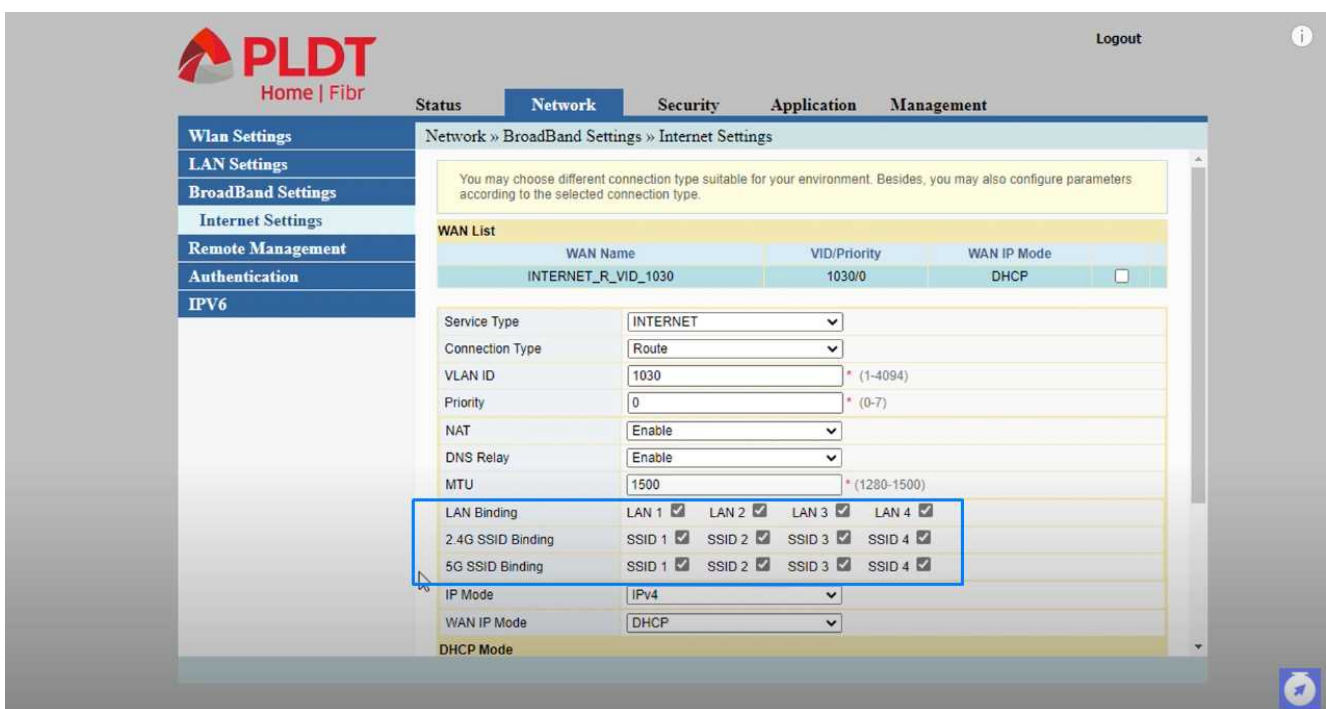 PLDT
Home | Fibr
Logout
Status Network Security Application Management
Wlan Settings
LAN Settings
BroadBand Settings
Internet Settings
Remote Management
Authentication
IPV6
Network » BroadBand Settings » Internet Settings
You may choose different connection type suitable for your environment. Besides, you may also configure parameters
according to the selected connection type.
WAN List
WAN Name VID/Priority WAN IP Mode
INTERNET_R_VID_1030 1030/0 DHCP
Service Type INTERNET
Connection Type Route
VLAN ID 1030 * (1-4094)
Priority 0 * (0-7)
NAT Enable
DNS Relay Enable
MTU 1500 * (1280-1500)
LAN Binding LAN 1 LAN 2 LAN 3 LAN 4
2.4G SSID Binding SSID 1 SSID 2 SSID 3 SSID 4
5G SSID Binding SSID 1 SSID 2 SSID 3 SSID 4
IP Mode IPv4
WAN IP Mode DHCP
DHCP Mode